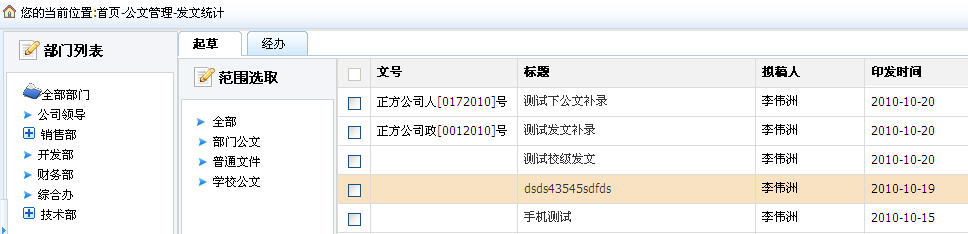 您的当前位置:首页-公文管理-发文统计
部门列表
全部部门
公司领导
销售部
开发部
财务部
综合办
技术部
起草 经办
范围选取
全部
部门公文
普通文件
学校公文
文号 标题 拟稿人 印发时间
正方公司人[0172010]号 测试下公文补录 李伟洲 2010-10-20
正方公司政[0012010]号 测试发文补录 李伟洲 2010-10-20
测试校级发文 李伟洲 2010-10-20
dsds43545sdfds 李伟洲 2010-10-19
手机测试 李伟洲 2010-10-15